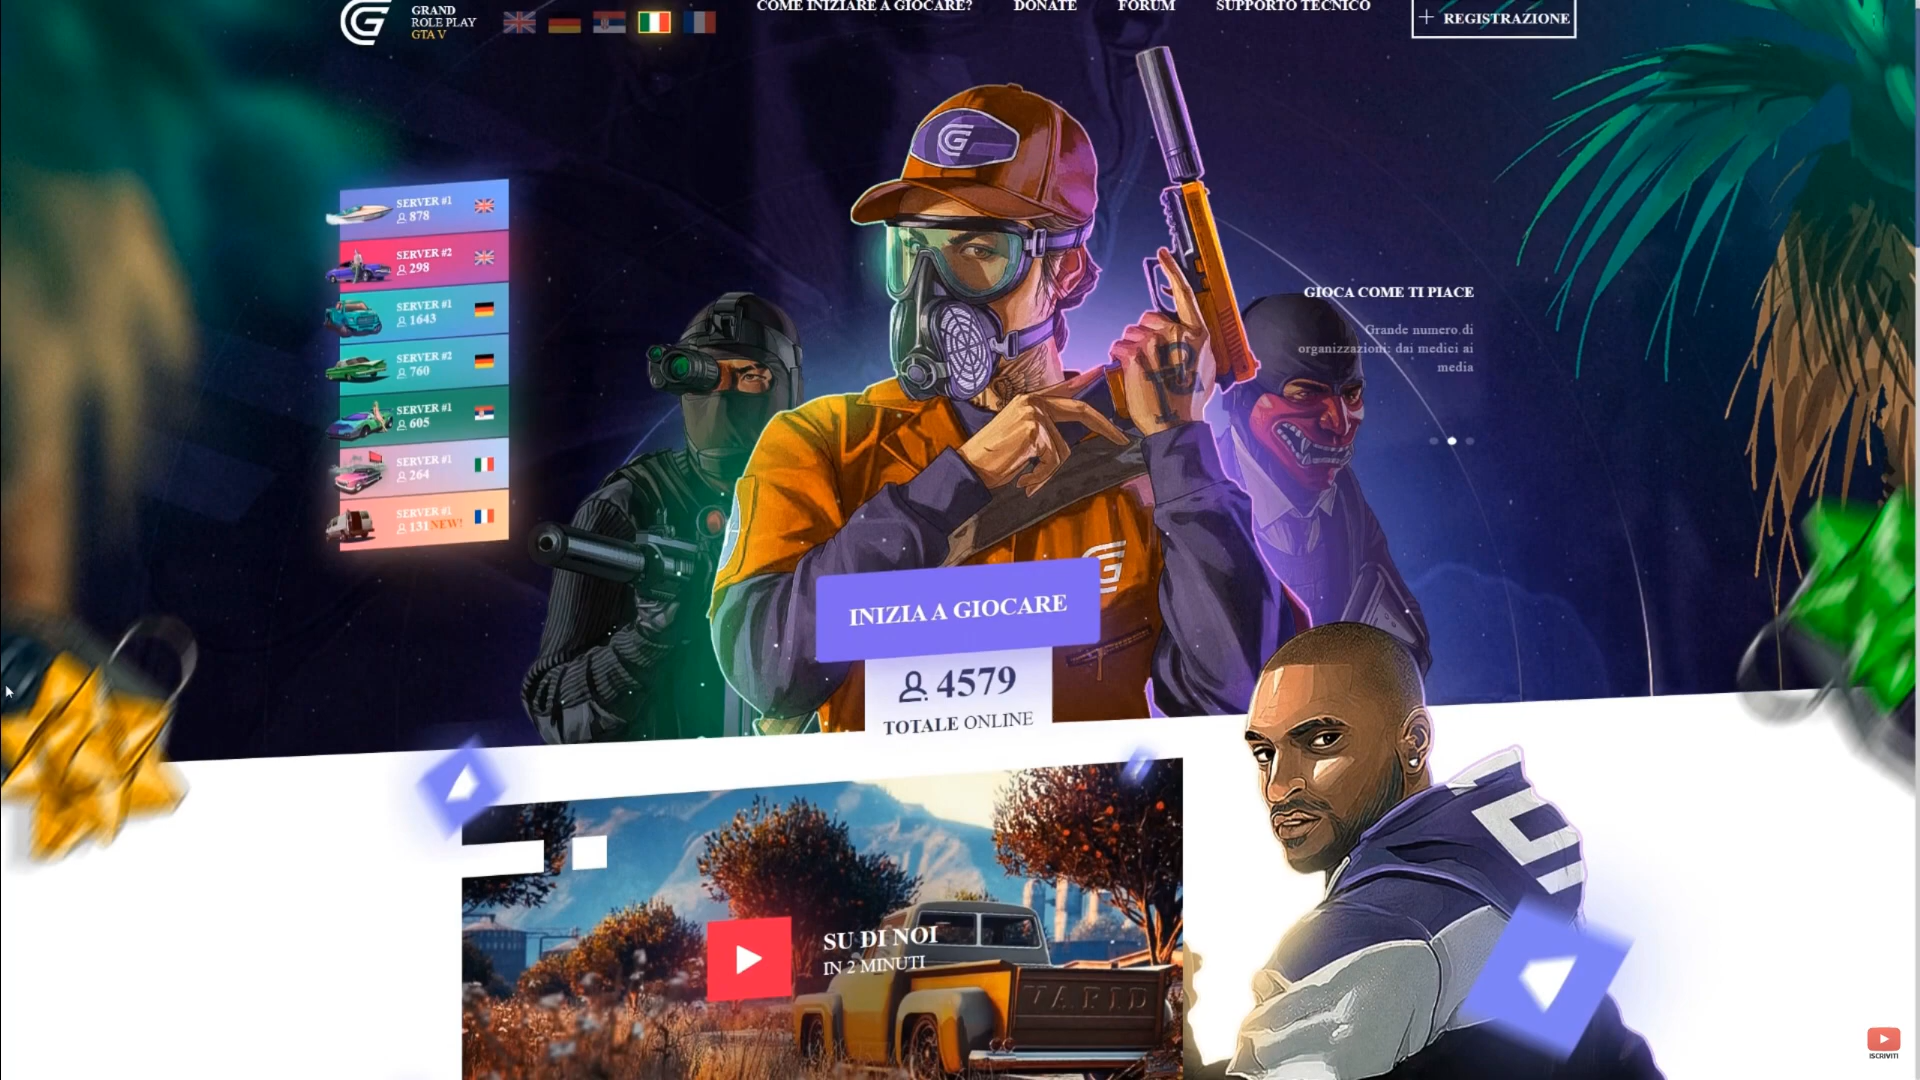 GRAND
ROLE PLAY
GTA V
COME INIZIARE A GIOCARE?
DONATE
FORUM
SUPPORTO TECNICO
+ REGISTRAZIONE
SERVER #1
878
SERVER #2
298
SERVER #1
1643
SERVER #2
760
SERVER #1
605
SERVER #1
264
SERVER #1
131 NEW!
GIOCA COME TI PIACE
Grande numero di
organizzazioni: dai medici ai
media
INIZIA A GIOCARE
4579
TOTALE ONLINE
SU DI NOI
IN 2 MINUTI
VAPID
ISCRIVITI